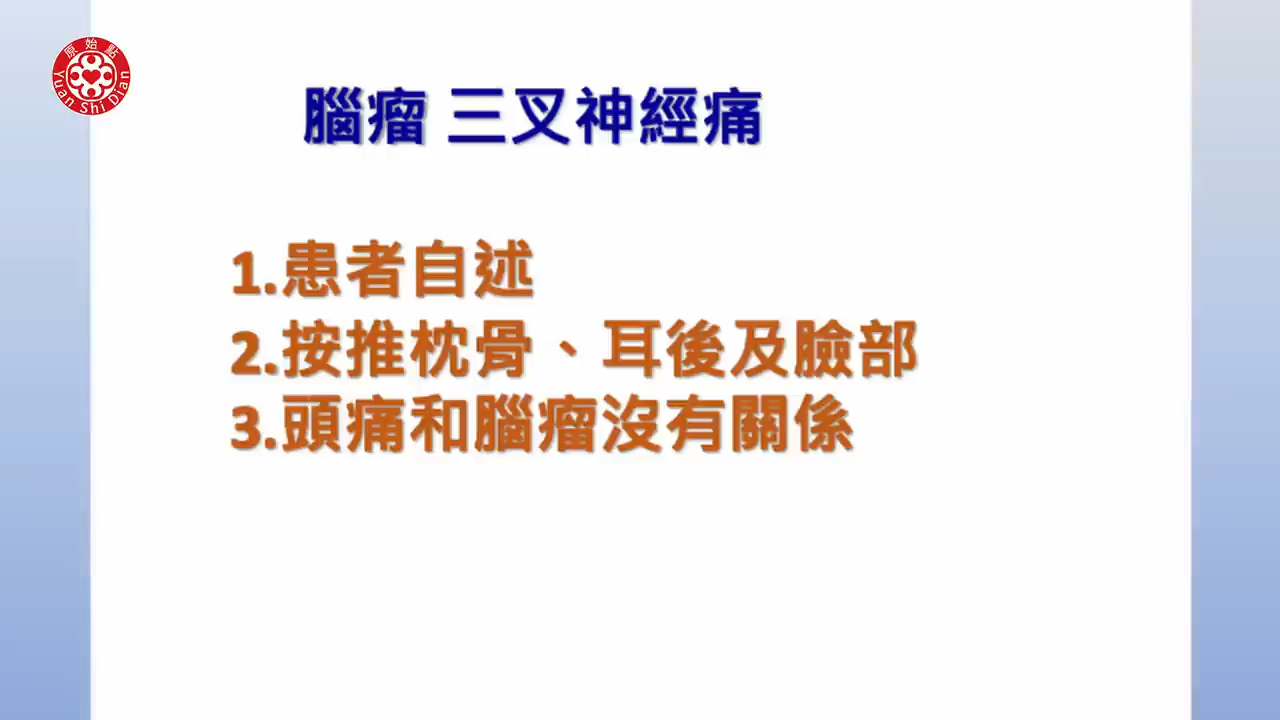 原始點
Yuan Shi Dian
腦瘤 三叉神經痛
1.患者自述
2.按推枕骨、耳後及臉部
3.頭痛和腦瘤沒有關係